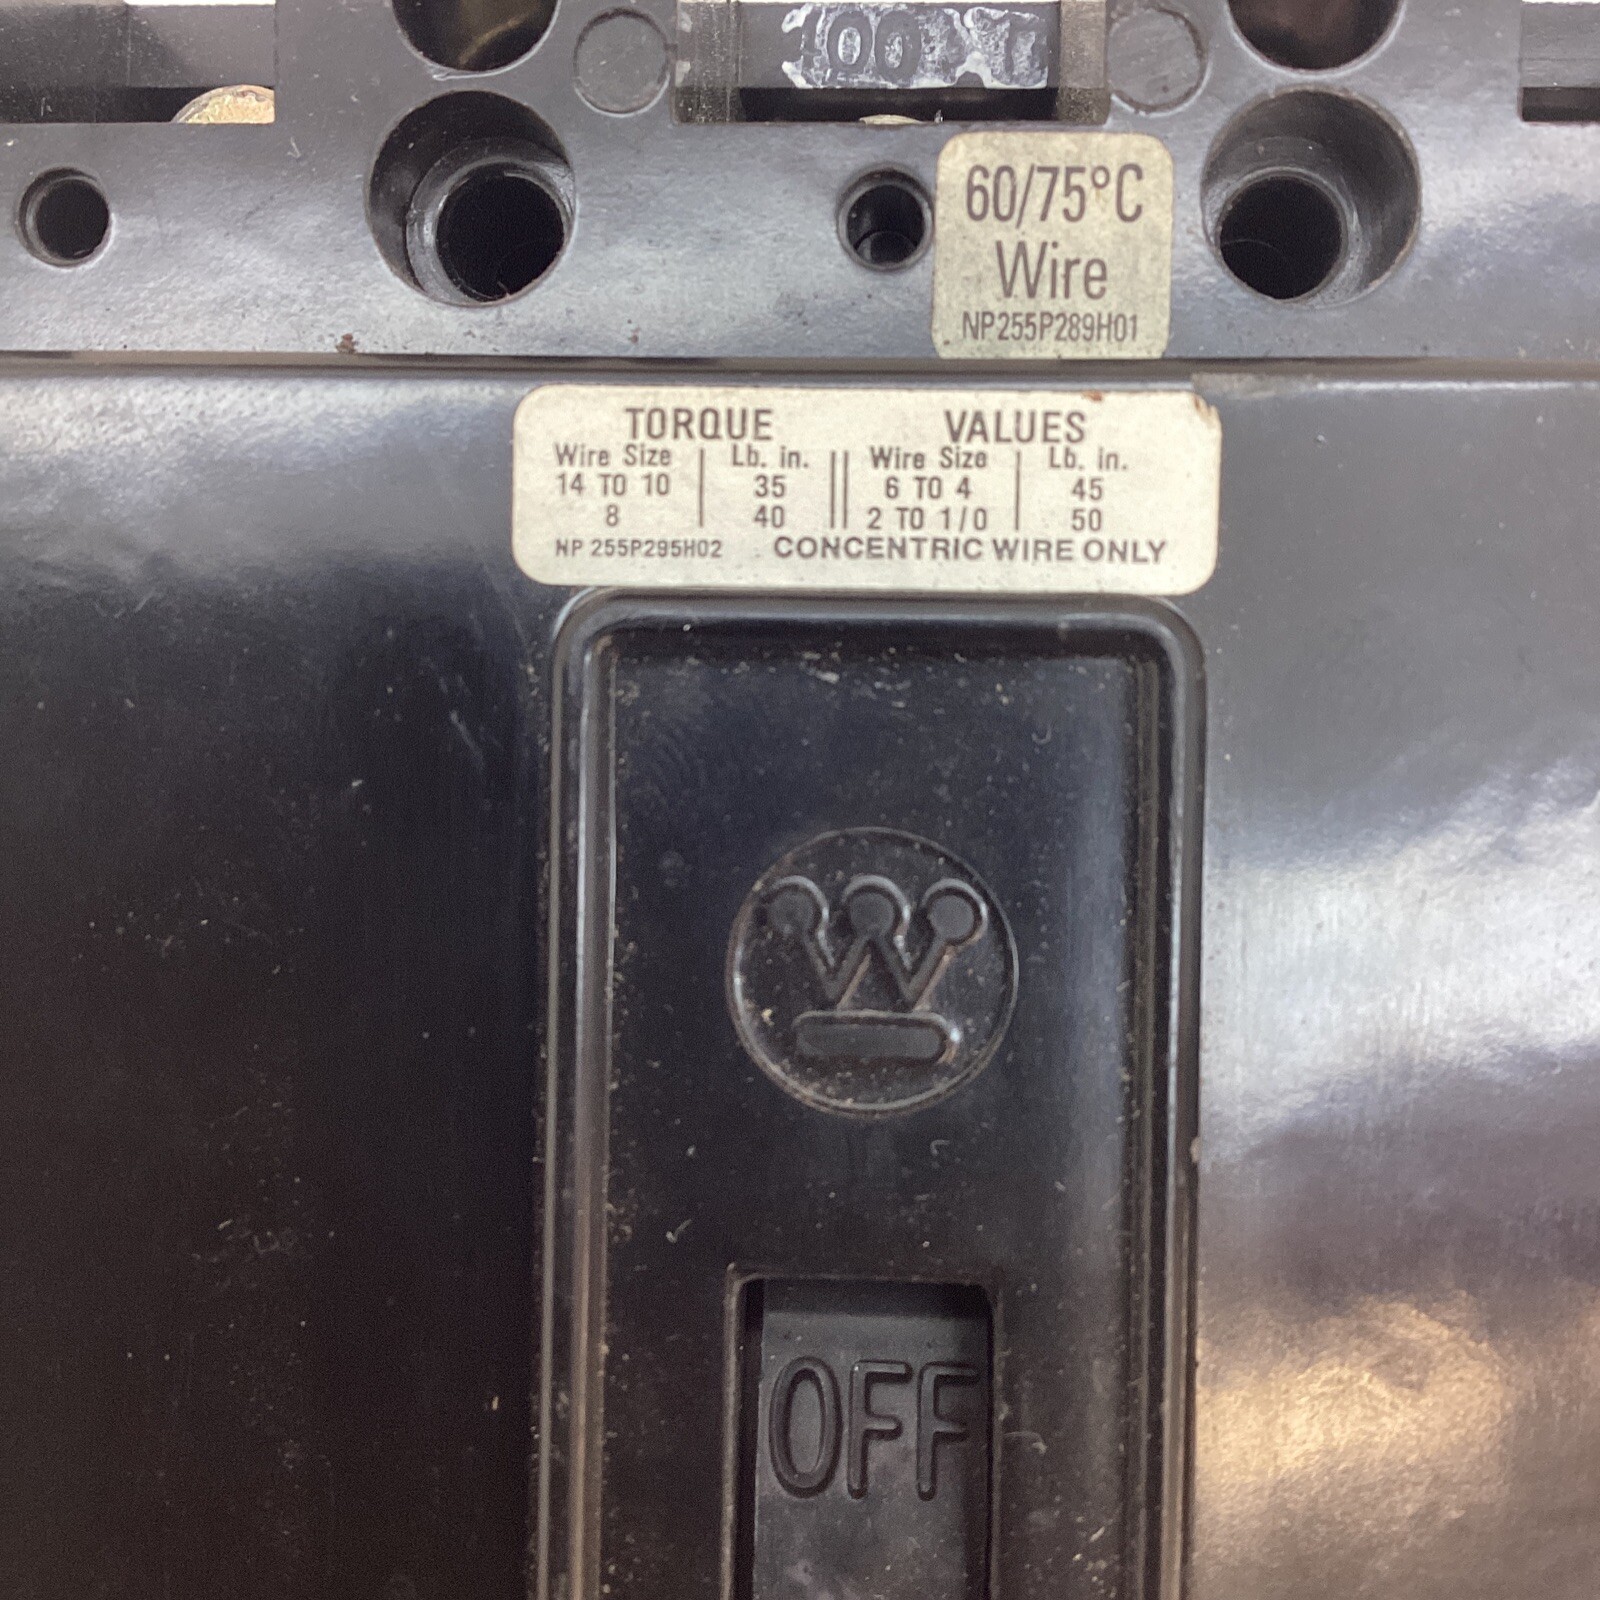 60/75°C
Wire
NP255P289H01
TORQUE VALUES
Wire Size Lb. in. Wire Size Lb. in.
14 TO 10 35 6 TO 4 45
8 40 2 TO 1/0 50
NP 255P295H02 CONCENTRIC WIRE ONLY
OFF